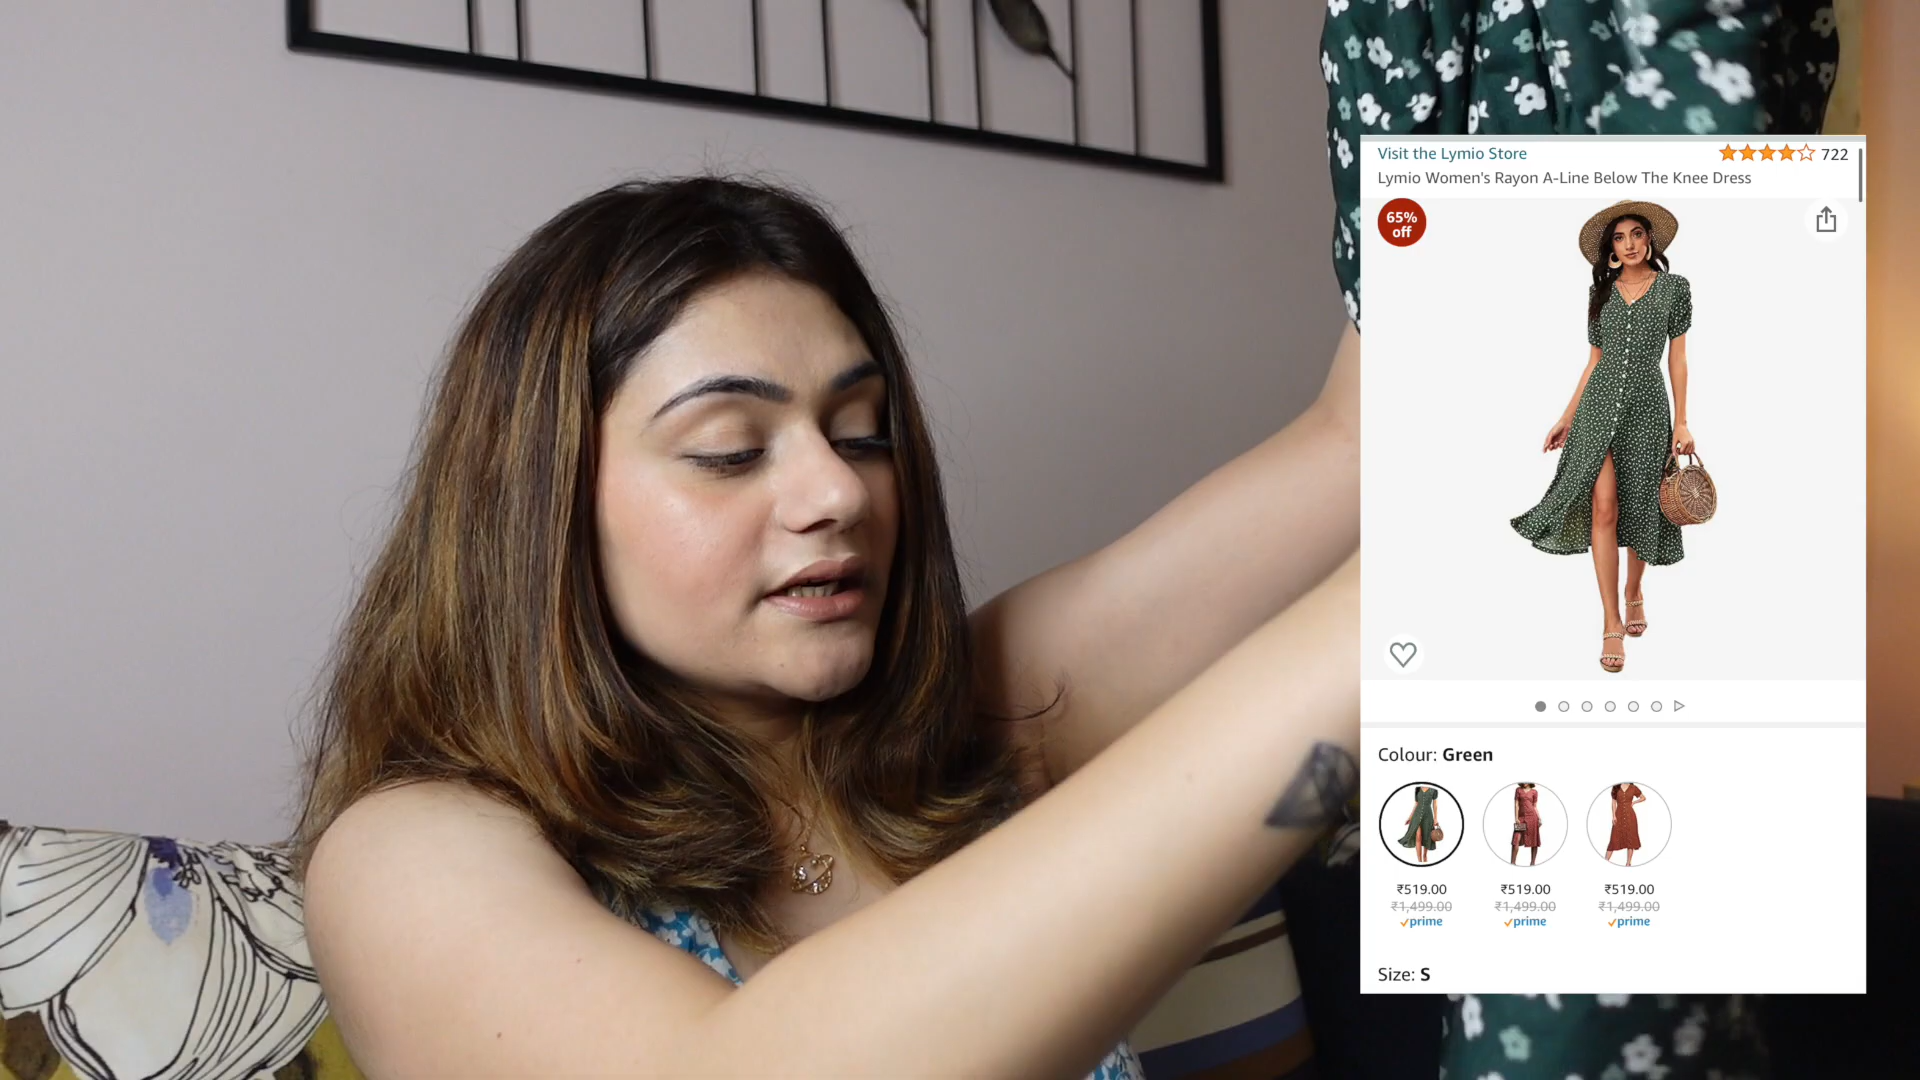 Visit the Lymio Store
722
Lymio Women's Rayon A-Line Below The Knee Dress
65%
off
Colour: Green
₹519.00 ₹519.00 ₹519.00
₹1,499.00 ₹1,499.00 ₹1,499.00
prime prime prime
Size: S